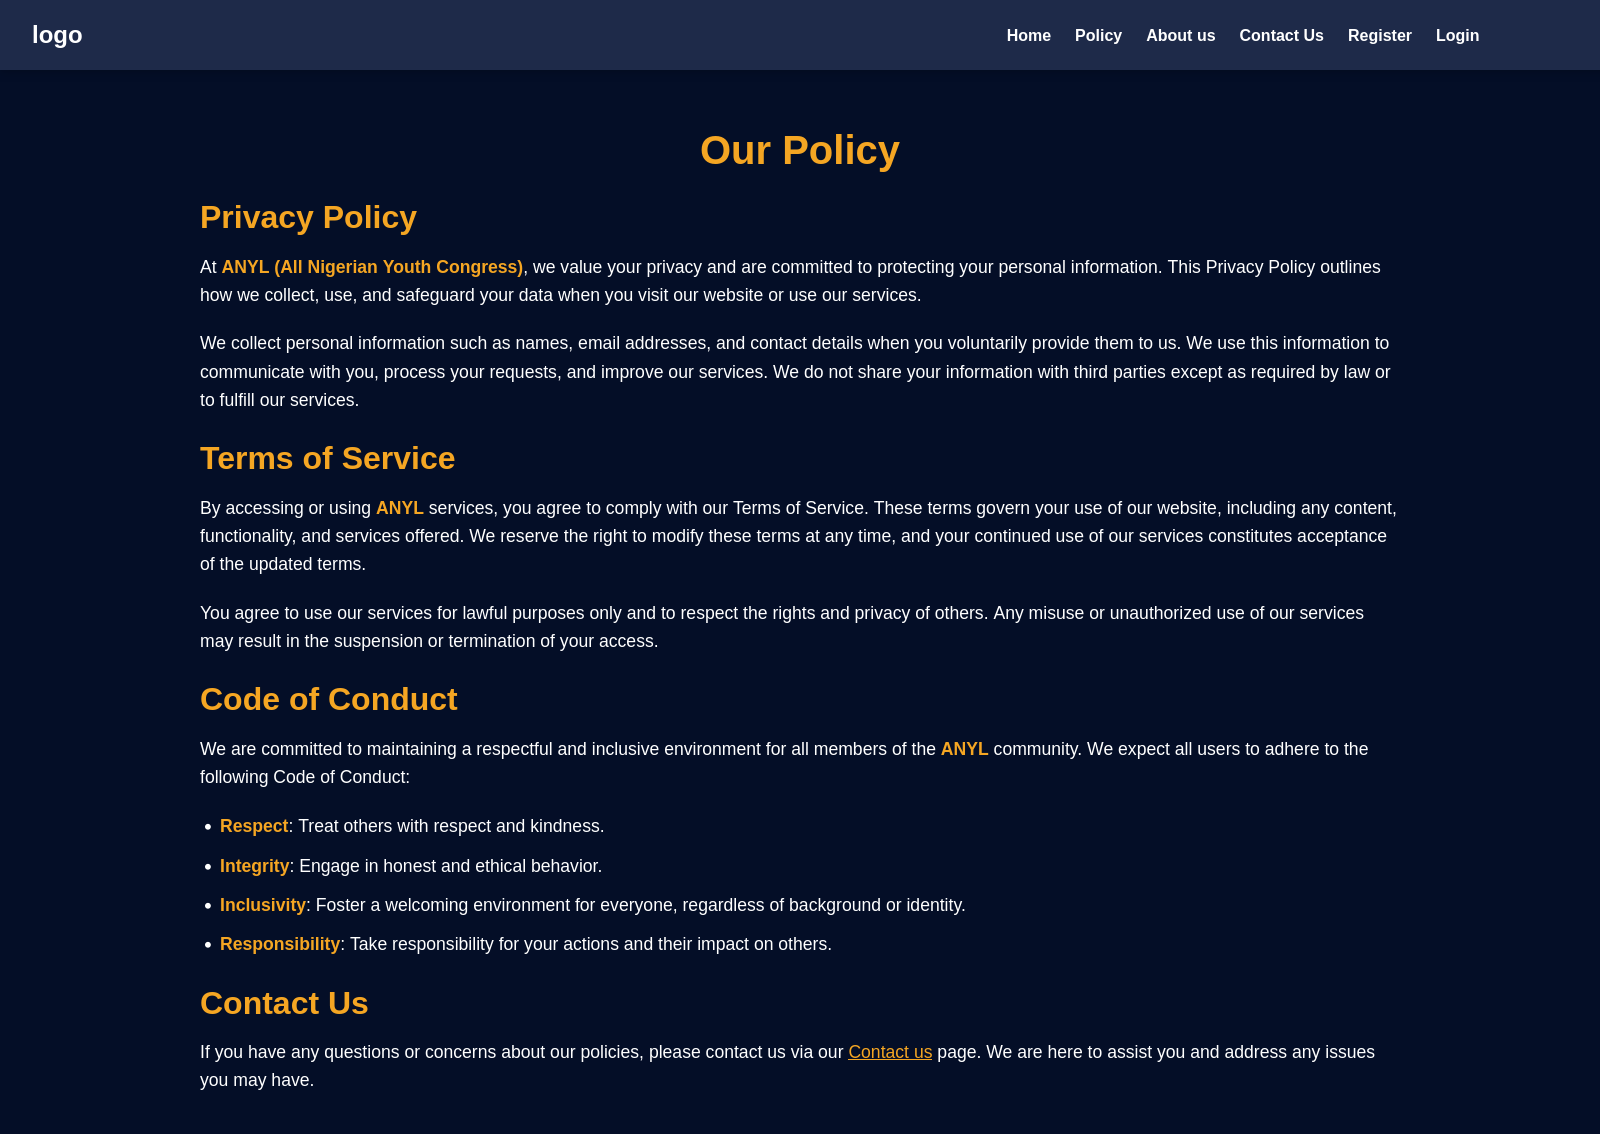 logo
Home Policy About us Contact Us Register Login
Our Policy
Privacy Policy
At ANYL (All Nigerian Youth Congress), we value your privacy and are committed to protecting your personal information. This Privacy Policy outlines
how we collect, use, and safeguard your data when you visit our website or use our services.
We collect personal information such as names, email addresses, and contact details when you voluntarily provide them to us. We use this information to
communicate with you, process your requests, and improve our services. We do not share your information with third parties except as required by law or
to fulfill our services.
Terms of Service
By accessing or using ANYL services, you agree to comply with our Terms of Service. These terms govern your use of our website, including any content,
functionality, and services offered. We reserve the right to modify these terms at any time, and your continued use of our services constitutes acceptance
of the updated terms.
You agree to use our services for lawful purposes only and to respect the rights and privacy of others. Any misuse or unauthorized use of our services
may result in the suspension or termination of your access.
Code of Conduct
We are committed to maintaining a respectful and inclusive environment for all members of the ANYL community. We expect all users to adhere to the
following Code of Conduct:
• Respect: Treat others with respect and kindness.
• Integrity: Engage in honest and ethical behavior.
• Inclusivity: Foster a welcoming environment for everyone, regardless of background or identity.
• Responsibility: Take responsibility for your actions and their impact on others.
Contact Us
If you have any questions or concerns about our policies, please contact us via our Contact us page. We are here to assist you and address any issues
you may have.